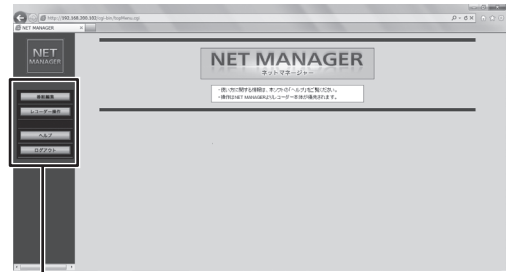 http://192.168.100.102/cgi-bin/topMenu.cgi
NET MANAGER
NET
MANAGER
NET MANAGER
ネットマネージャー
・使い方に関する情報は、本ソフトの「ヘルプ」をご覧ください。
・操作はNET MANAGERよりレコーダー本体が優先されます。
番組編集
レコーダー操作
ヘルプ
ログアウト